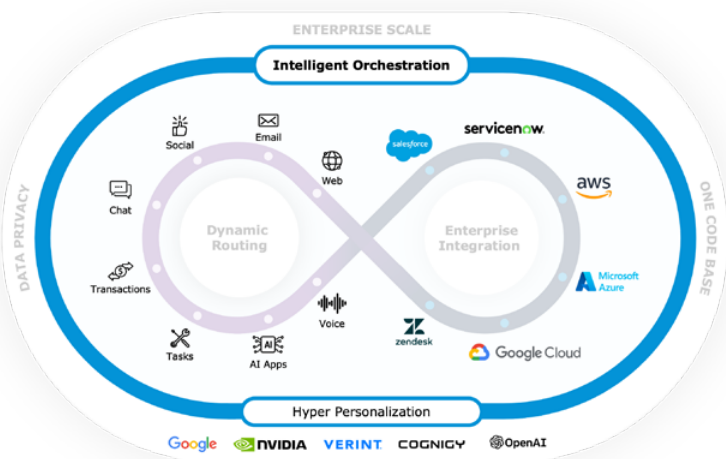 ENTERPRISE SCALE
Intelligent Orchestration
Social
Email
Web
salesforce
servicenow.
Chat
aws
DATA PRIVACY
Dynamic
Routing
Enterprise
Integration
ONE CODE BASE
Transactions
Microsoft
Azure
Tasks
AI
AI Apps
Voice
zendesk
Google Cloud
Hyper Personalization
Google
NVIDIA
VERINT.
COGNIGY
OpenAI